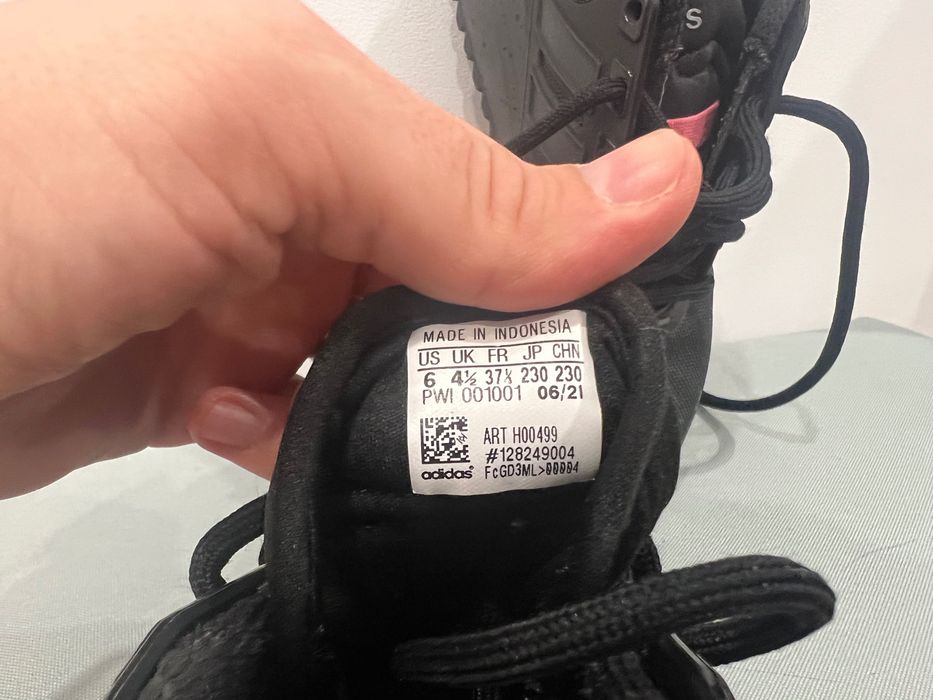 S
MADE IN INDONESIA
US UK FR JP CHN
6 4½ 37⅓ 230 230
PWI 001001 06/21
ART H00499
#128249004
adidas® FcGD3ML>00004